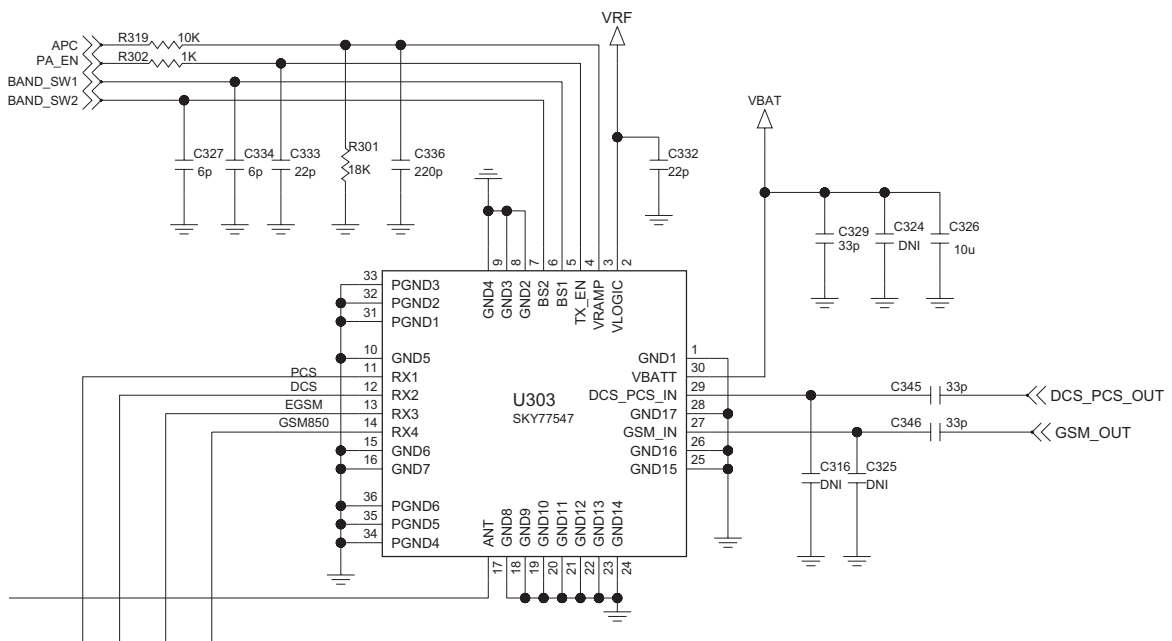 VRF
APC R319 10K
PA_EN R302 1K
BAND_SW1
BAND_SW2
VBAT
C327
6p
C334
6p
C333
22p
R301
18K
C336
220p
C332
22p
C329
33p
C324
DNI
C326
10u
9 8 7 6 5 4 3 2
GND4 GND3 GND2 BS2 BS1 TX_EN VRAMP VLOGIC
33 PGND3
32 PGND2
31 PGND1
10 GND5
PCS 11 RX1
DCS 12 RX2
EGSM 13 RX3
GSM850 14 RX4
15 GND6
16 GND7
36 PGND6
35 PGND5
34 PGND4
U303
SKY77547
GND1 1
VBATT 30
DCS_PCS_IN 29
GND17 28
GSM_IN 27
GND16 26
GND15 25
C345 33p DCS_PCS_OUT
C346 33p GSM_OUT
C316
DNI
C325
DNI
ANT GND8 GND9 GND10 GND11 GND12 GND13 GND14
17 18 19 20 21 22 23 24